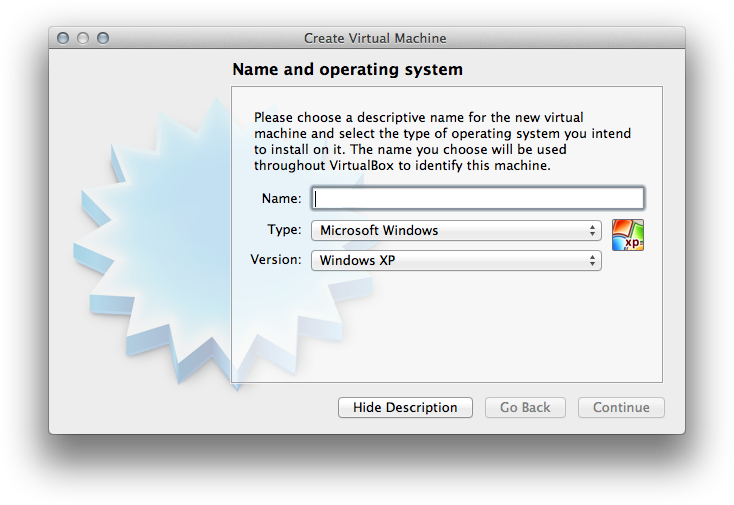 Create Virtual Machine
Name and operating system
Please choose a descriptive name for the new virtual
machine and select the type of operating system you intend
to install on it. The name you choose will be used
throughout VirtualBox to identify this machine.
Name:
Type: Microsoft Windows
xp
Version: Windows XP
Hide Description Go Back Continue